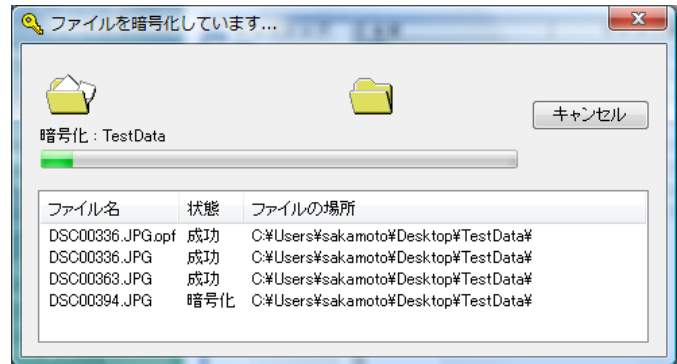 ファイルを暗号化しています...
キャンセル
暗号化 : TestData
ファイル名 状態 ファイルの場所
DSC00336.JPG.opf 成功 C:¥Users¥sakamoto¥Desktop¥TestData¥
DSC00336.JPG 成功 C:¥Users¥sakamoto¥Desktop¥TestData¥
DSC00363.JPG 成功 C:¥Users¥sakamoto¥Desktop¥TestData¥
DSC00394.JPG 暗号化 C:¥Users¥sakamoto¥Desktop¥TestData¥